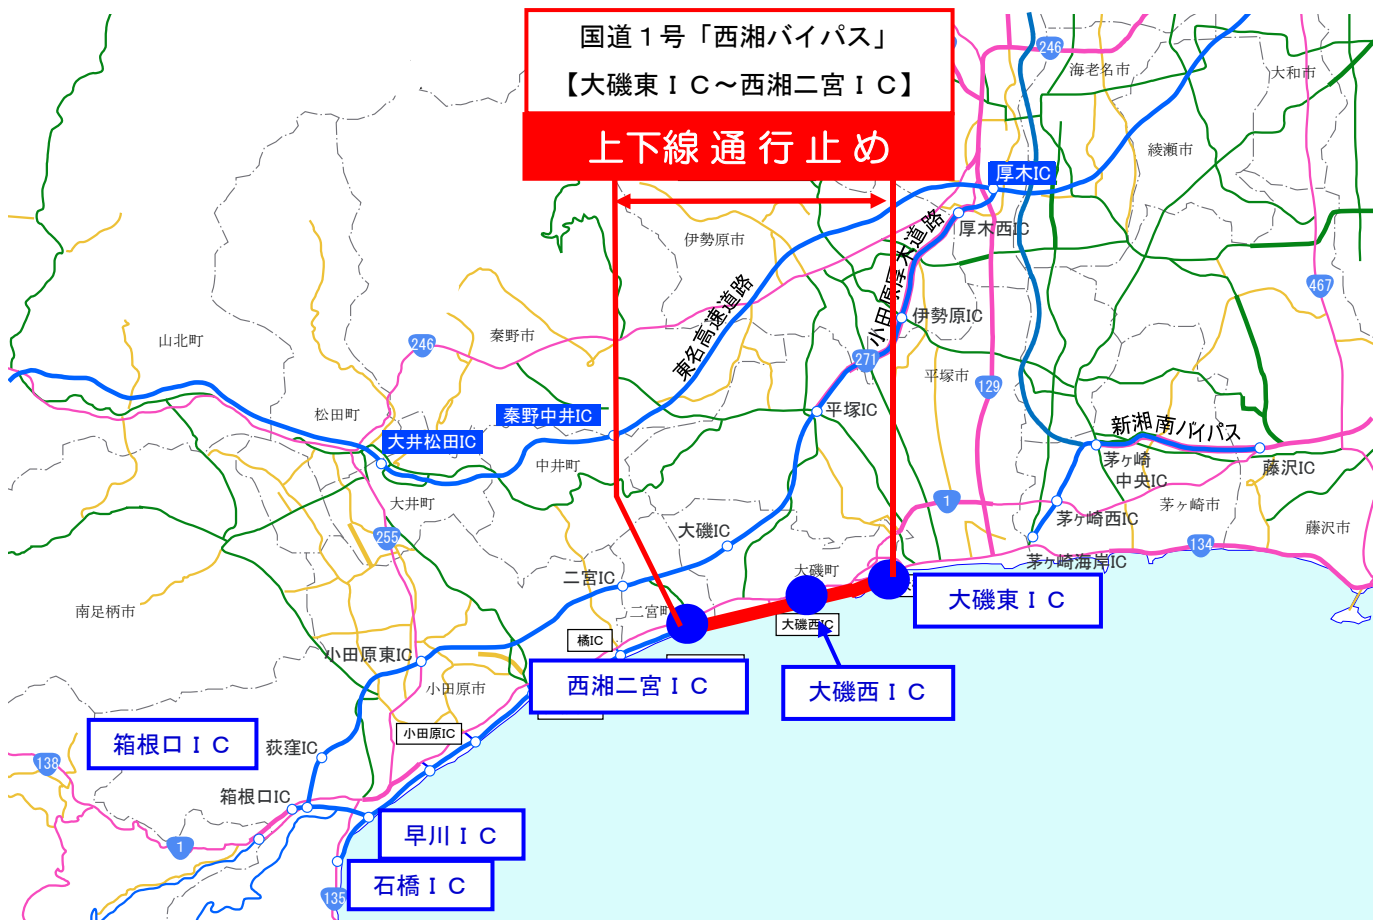 国道１号「西湘バイパス」
【大磯東ＩＣ～西湘二宮ＩＣ】
上下線通行止め
246
海老名市
大和市
綾瀬市
厚木IC
厚木西IC
伊勢原市
小田原厚木道路
東名高速道路
467
伊勢原IC
山北町
246
秦野市
271
平塚市
129
松田町
秦野中井IC
平塚IC
大井松田IC
新湘南バイパス
中井町
茅ヶ崎
中央IC
藤沢IC
大井町
1
茅ヶ崎西IC
茅ヶ崎市
藤沢市
255
大磯IC
134
茅ヶ崎海岸IC
大磯町
二宮IC
南足柄市
二宮町
大磯東ＩＣ
大磯西IC
橘IC
小田原東IC
西湘二宮ＩＣ
大磯西ＩＣ
小田原市
小田原IC
箱根口ＩＣ
荻窪IC
138
箱根口IC
早川ＩＣ
1
石橋ＩＣ
135